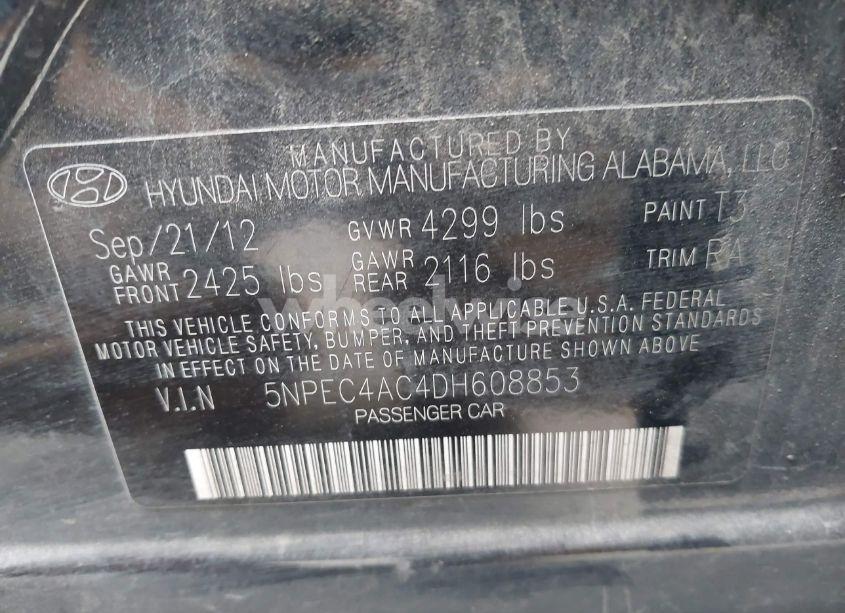 MANUFACTURED BY
HYUNDAI MOTOR MANUFACTURING ALABAMA, LLC
Sep/21/12 GVWR 4299 lbs PAINT T3
GAWR FRONT 2425 lbs GAWR REAR 2116 lbs TRIM RA
THIS VEHICLE CONFORMS TO ALL APPLICABLE U.S.A. FEDERAL
MOTOR VEHICLE SAFETY, BUMPER, AND THEFT PREVENTION STANDARDS
IN EFFECT ON THE DATE OF MANUFACTURE SHOWN ABOVE
V.I.N 5NPEC4AC4DH608853
PASSENGER CAR